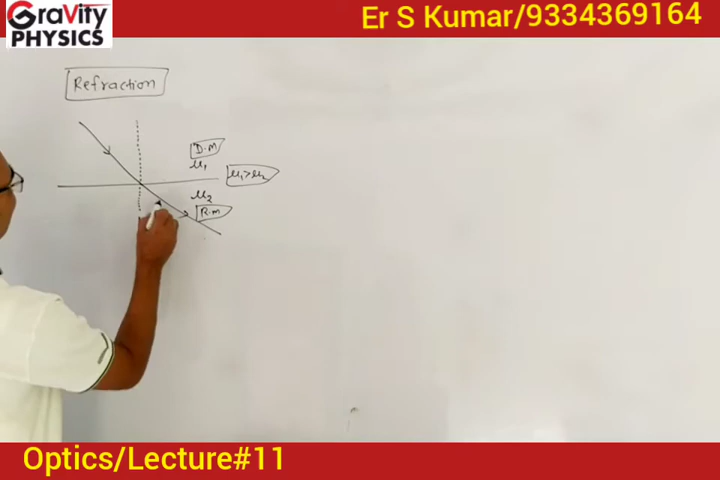 GraVity
PHYSICS
Er S Kumar/9334369164
Refraction
D.M
μ₁
μ₁>μ₂
μ₂
R.M
Optics/Lecture#11